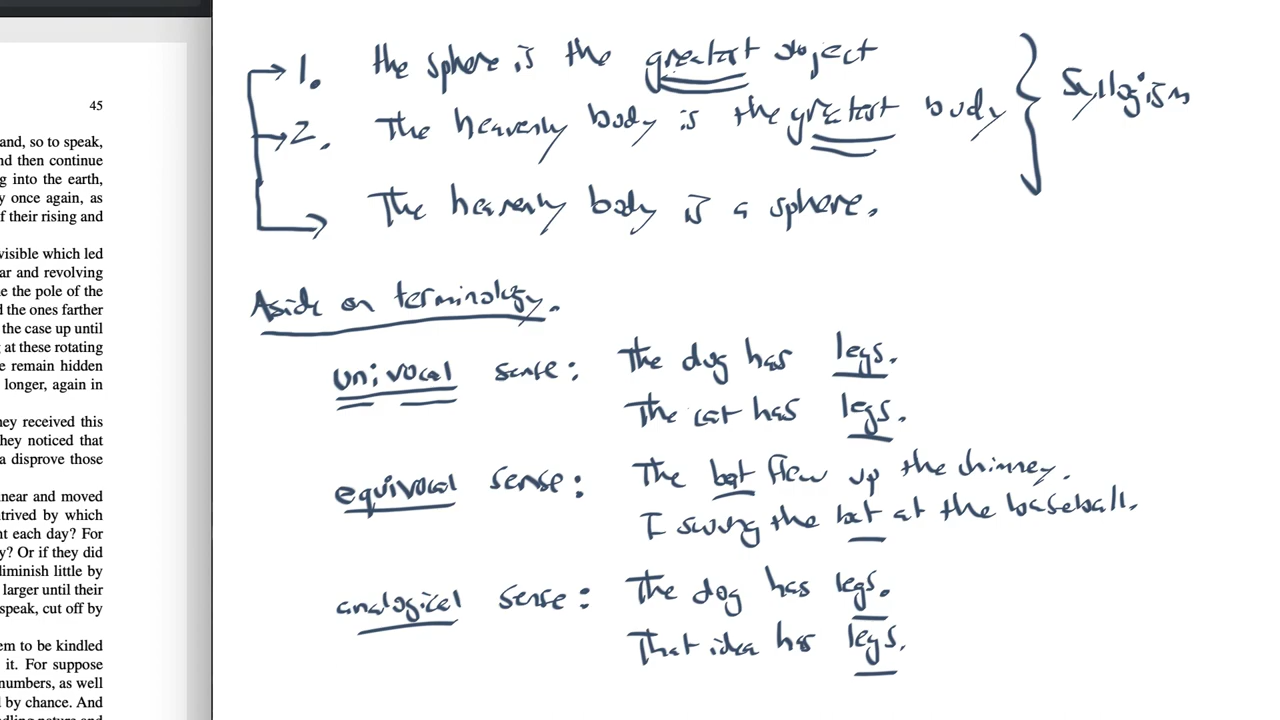 45
and, so to speak,
nd then continue
g into the earth,
y once again, as
f their rising and
visible which led
ar and revolving
e the pole of the
d the ones farther
the case up until
at these rotating
e remain hidden
longer, again in
ey received this
hey noticed that
a disprove those
near and moved
trived by which
nt each day? For
y? Or if they did
diminish little by
larger until their
speak, cut off by
em to be kindled
it. For suppose
numbers, as well
d by chance. And
1. The sphere is the greatest object
2. The heavenly body is the greatest body
} Syllogism
The heavenly body is a sphere.
Aside on terminology.
univocal sense: The dog has legs.
The cat has legs.
equivocal sense: The bat flew up the chimney.
I swung the bat at the baseball.
analogical sense: The dog has legs.
That idea has legs.